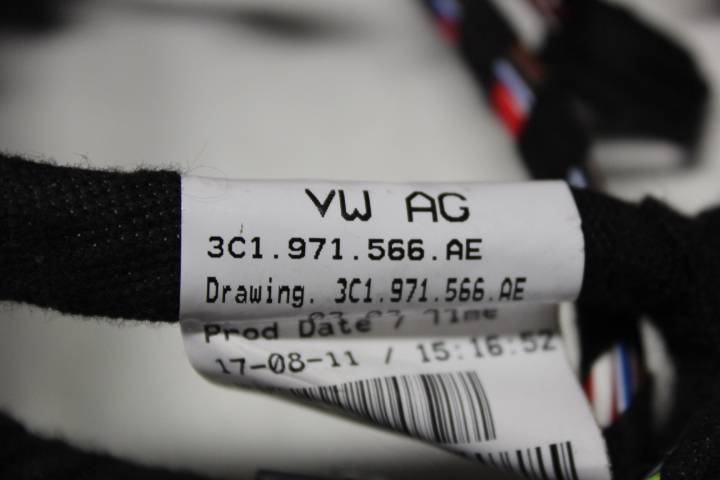 VW AG
3C1.971.566.AE
Drawing. 3C1.971.566.AE
Prod Date / Time
17-08-11 / 15:16:52